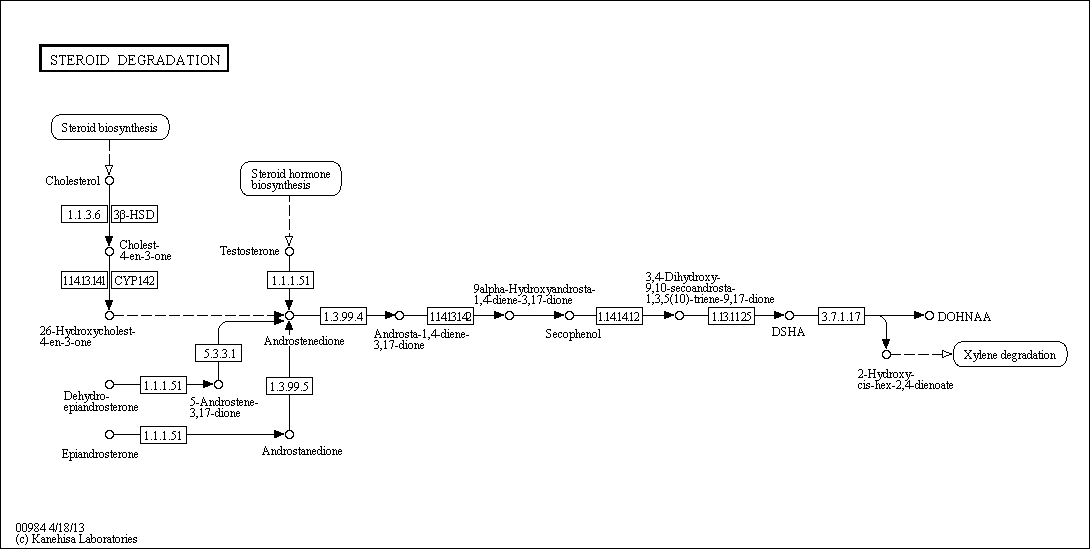 STEROID DEGRADATION
Steroid biosynthesis
Cholesterol
1.1.3.6
3β-HSD
Cholest-
4-en-3-one
1.14.13.141
CYP142
26-Hydroxycholest-
4-en-3-one
Steroid hormone
biosynthesis
Testosterone
1.1.1.51
Androstenedione
5.3.3.1
1.3.99.5
Dehydro-
epiandrosterone
1.1.1.51
5-Androstene-
3,17-dione
Epiandrosterone
1.1.1.51
Androstanedione
1.3.99.4
Androsta-1,4-diene-
3,17-dione
1.14.13.142
9alpha-Hydroxyandrosta-
1,4-diene-3,17-dione
Secophenol
1.14.14.12
3,4-Dihydroxy-
9,10-secoandrosta-
1,3,5(10)-triene-9,17-dione
1.13.11.25
DSHA
3.7.1.17
DOHNAA
2-Hydroxy-
cis-hex-2,4-dienoate
Xylene degradation
00984 4/18/13
(c) Kanehisa Laboratories